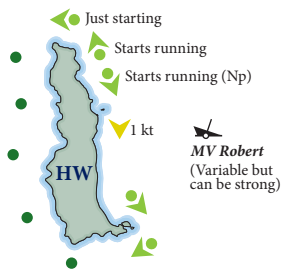 Just starting
Starts running
Starts running (Np)
1 kt
HW
MV Robert
(Variable but
can be strong)